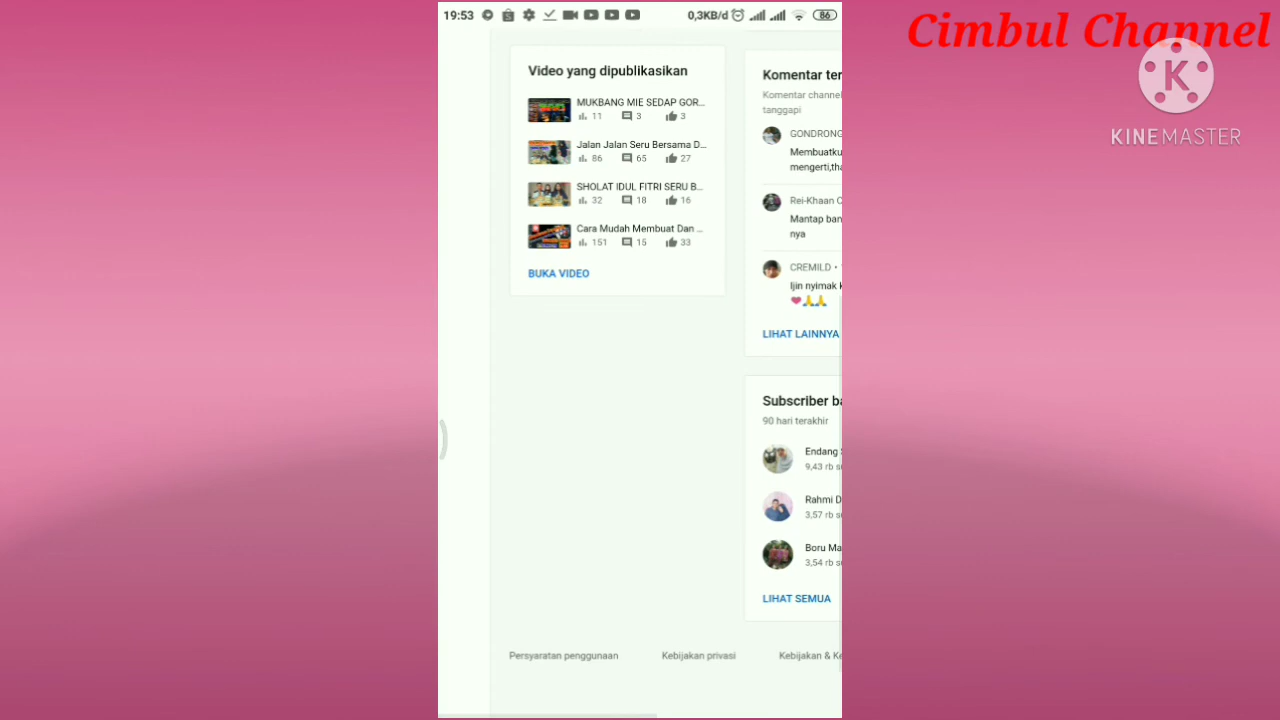 19:53
0,3KB/d
86
Cimbul Channel
K
KINEMASTER
Video yang dipublikasikan
MUKBANG MIE SEDAP GOR...
11 3 3
Jalan Jalan Seru Bersama D...
86 65 27
SHOLAT IDUL FITRI SERU B...
32 18 16
Cara Mudah Membuat Dan ...
151 15 33
BUKA VIDEO
Komentar ter
Komentar channel
tanggapi
GONDRONG
Membuatku
mengerti,tha
Rei-Khaan C
Mantap ban
nya
CREMILD •
Ijin nyimak k
❤🙏🙏
LIHAT LAINNYA
Subscriber ba
90 hari terakhir
Endang S
9,43 rb su
Rahmi D
3,57 rb su
Boru Ma
3,54 rb su
LIHAT SEMUA
Persyaratan penggunaan
Kebijakan privasi
Kebijakan & Ke